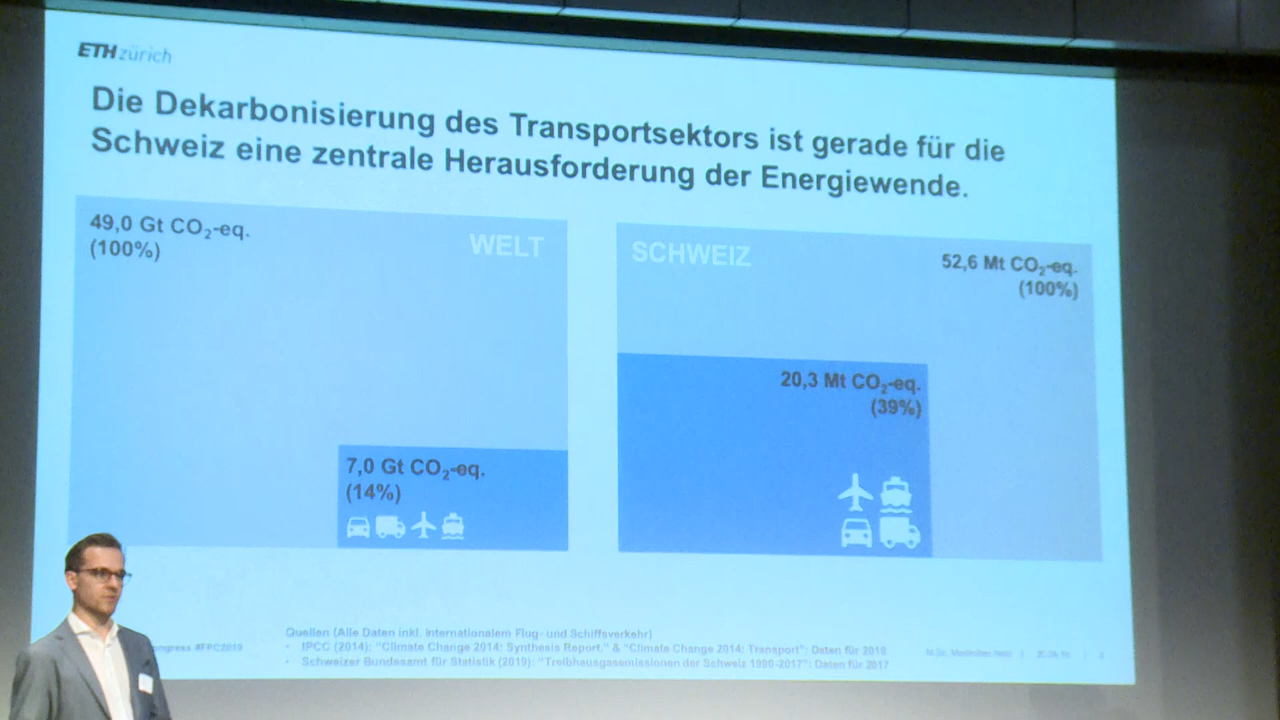 ETH zürich
Die Dekarbonisierung des Transportsektors ist gerade für die
Schweiz eine zentrale Herausforderung der Energiewende.
49,0 Gt CO₂-eq.
(100%)
WELT
7,0 Gt CO₂-eq.
(14%)
SCHWEIZ
52,6 Mt CO₂-eq.
(100%)
20,3 Mt CO₂-eq.
(39%)
Quellen (Alle Daten inkl. Internationalem Flug- und Schiffsverkehr)
• IPCC (2014): "Climate Change 2014: Synthesis Report." & "Climate Change 2014: Transport": Daten für 2010
• Schweizer Bundesamt für Statistik (2019): "Treibhausgasemissionen der Schweiz 1990-2017": Daten für 2017
#FPC2019